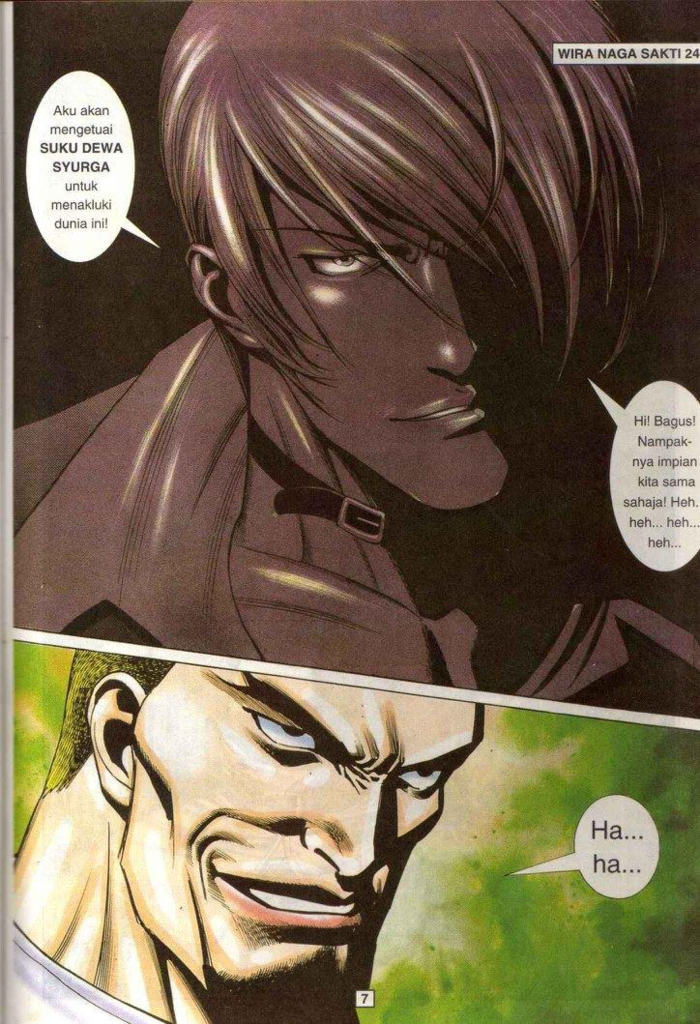 WIRA NAGA SAKTI 24
Aku akan
mengetuai
SUKU DEWA
SYURGA
untuk
menakluki
dunia ini!
Hi! Bagus!
Nampak-
nya impian
kita sama
sahaja! Heh.
heh... heh...
heh...
Ha...
ha...
7